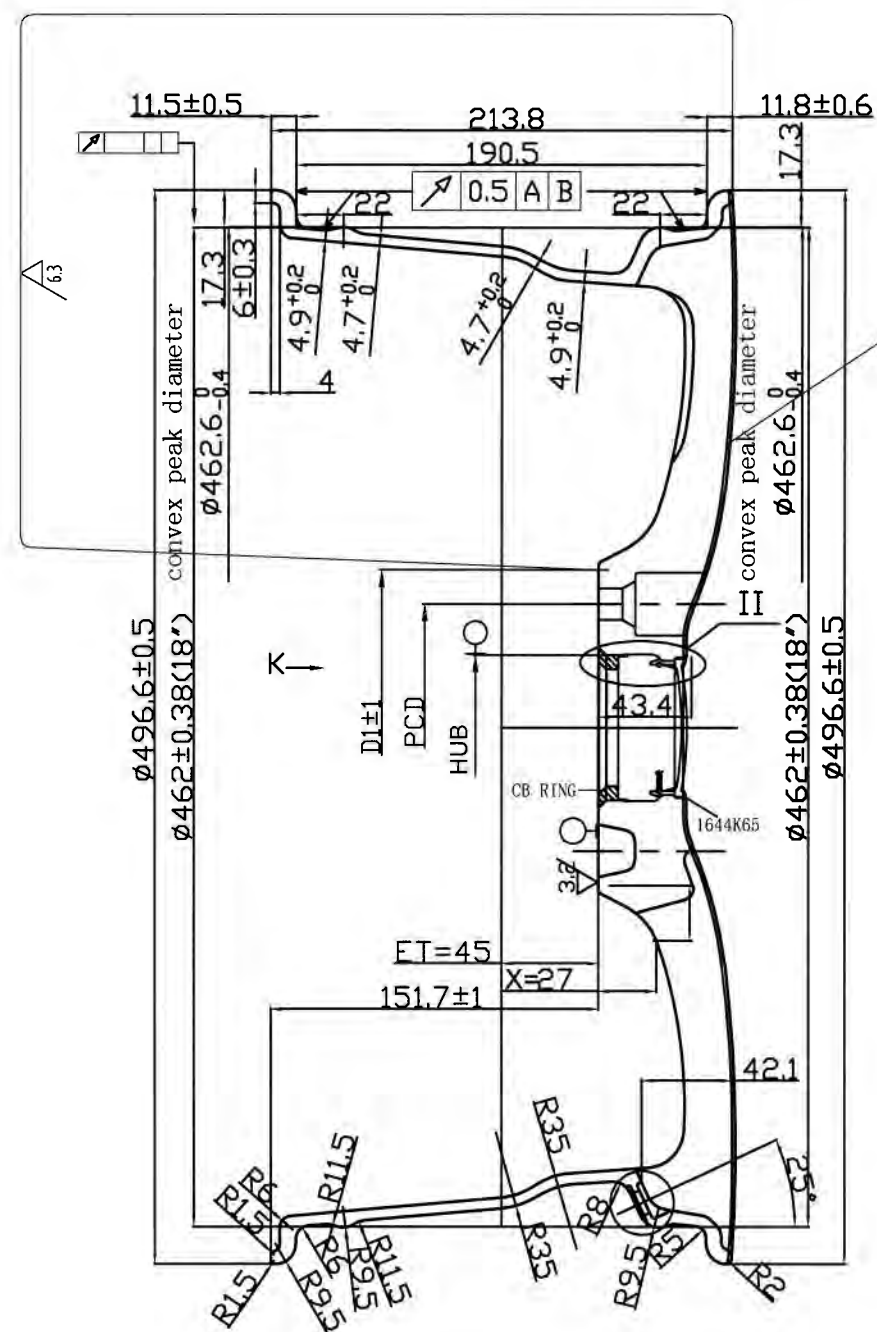 11.5±0.5
213.8
11.8±0.6
190.5
17.3
0.5 A B
22
22
6.3
17.3
6±0.3
4.9 +0.2 0
4.7 +0.2 0
4.7 +0.2 0
4.9 +0.2 0
4
convex peak diameter
ø462.6 0 -0.4
convex peak diameter
ø462.6 0 -0.4
ø496.6±0.5
ø462±0.38(18″)
K
D1±1
PCD
HUB
II
43.4
CB RING
1644K65
3.2
ø462±0.38(18″)
ø496.6±0.5
ET=45
X=27
151.7±1
42.1
25°
R35
R11.5
R6
R1.5
R8
R35
R1.5
R9.5
R6
R9.5
R11.5
R9.5
R5
R2